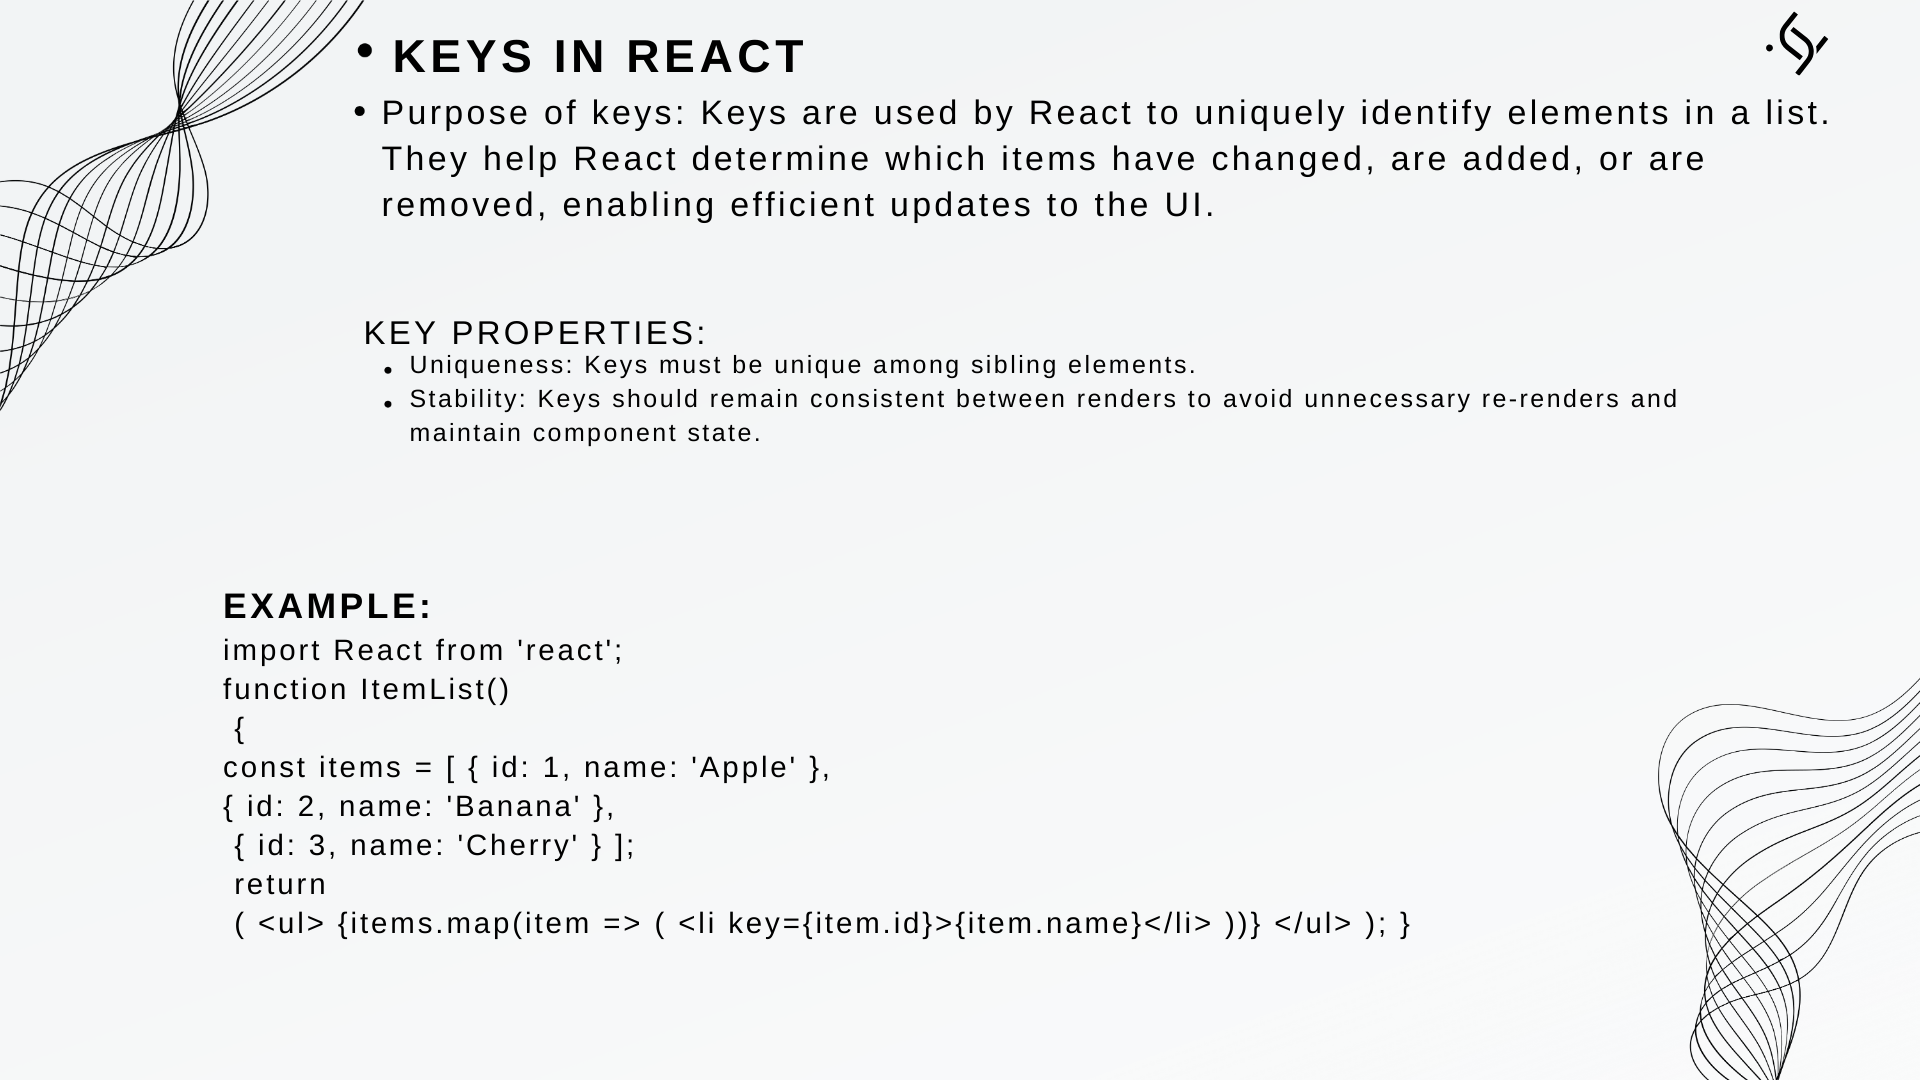 • KEYS IN REACT
• Purpose of keys: Keys are used by React to uniquely identify elements in a list.
They help React determine which items have changed, are added, or are
removed, enabling efficient updates to the UI.
KEY PROPERTIES:
• Uniqueness: Keys must be unique among sibling elements.
• Stability: Keys should remain consistent between renders to avoid unnecessary re-renders and
maintain component state.
EXAMPLE:
import React from 'react';
function ItemList()
{
const items = [ { id: 1, name: 'Apple' },
{ id: 2, name: 'Banana' },
{ id: 3, name: 'Cherry' } ];
return
( <ul> {items.map(item => ( <li key={item.id}>{item.name}</li> ))} </ul> ); }